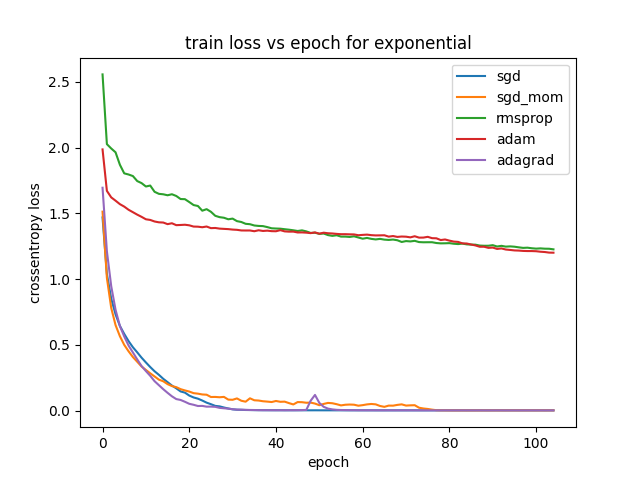 train loss vs epoch for exponential
sgd
sgd_mom
rmsprop
adam
adagrad
crossentropy loss
2.5
2.0
1.5
1.0
0.5
0.0
0
20
40
60
80
100
epoch